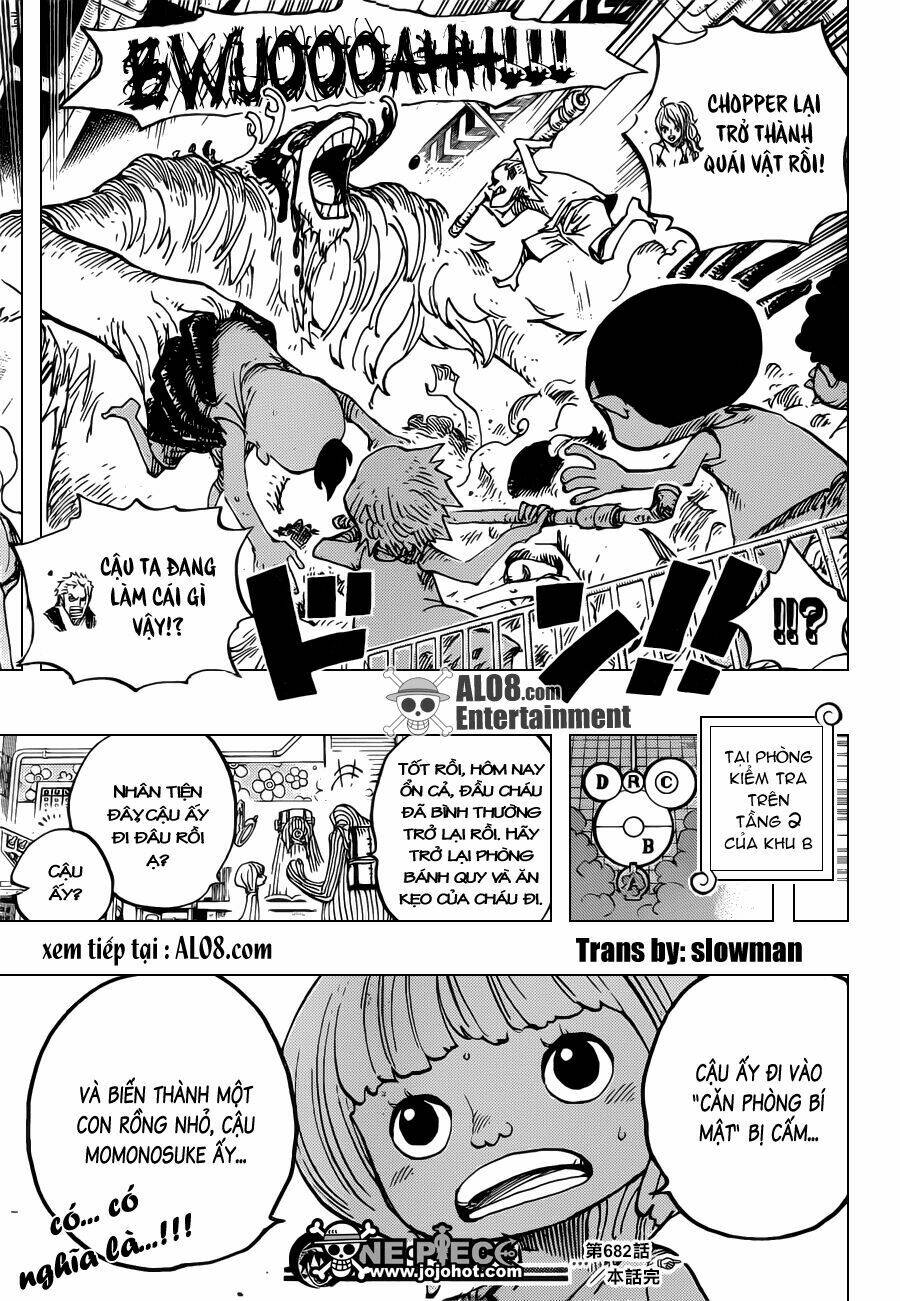 BWUOOOAHH!!!
CHOPPER LẠI
TRỞ THÀNH
QUÁI VẬT RỒI!
CẬU TA ĐANG
LÀM CÁI GÌ
VẬY!?
ドン!!
!!?
AL08.com
Entertainment
TẠI PHÒNG
KIỂM TRA
TRÊN
TẦNG 2
CỦA KHU B
D R C
B
A
TỐT RỒI, HÔM NAY
ỔN CẢ, ĐẦU CHÁU
ĐÃ BÌNH THƯỜNG
TRỞ LẠI RỒI. HÃY
TRỞ LẠI PHÒNG
BÁNH QUY VÀ ĂN
KẸO CỦA CHÁU ĐI.
NHÂN TIỆN
ĐÂY, CẬU ẤY
ĐI ĐÂU RỒI
Ạ?
CẬU
ẤY?
xem tiếp tại : AL08.com
Trans by: slowman
CẬU ẤY ĐI VÀO
"CĂN PHÒNG BÍ
MẬT" BỊ CẤM...
VÀ BIẾN THÀNH MỘT
CON RỒNG NHỎ, CẬU
MOMONOSUKE ẤY...
có... có
nghĩa là...!!!
ONE PIECE
www.jojohot.com
第682話
本話完